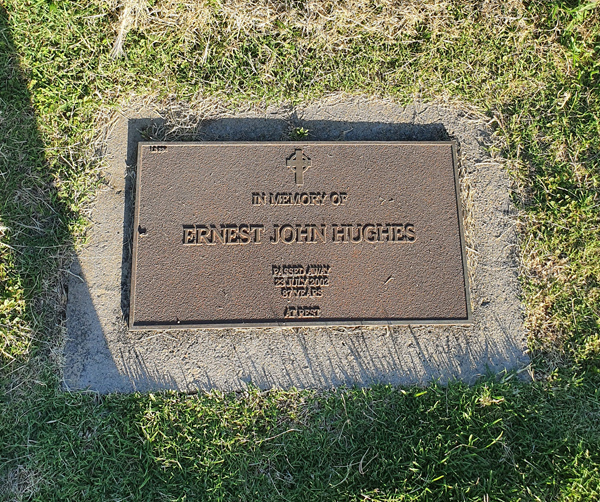 IN MEMORY OF
ERNEST JOHN HUGHES
PASSED AWAY
23 JULY 2002
87 YEARS
AT REST